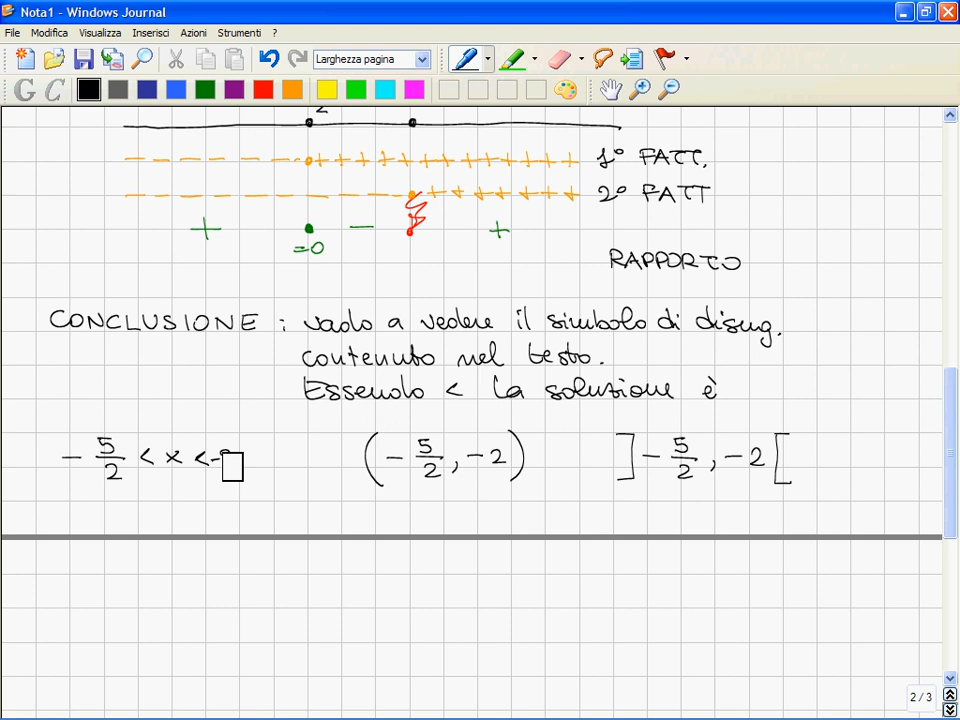 Nota1 - Windows Journal
File Modifica Visualizza Inserisci Azioni Strumenti ?
Larghezza pagina
G C
2
1° FATT.
2° FATT
+ − +
=0
RAPPORTO
CONCLUSIONE : vado a vedere il simbolo di disug.
contenuto nel testo.
Essendo < la soluzione è
− 5/2 < x < − (− 5/2 , −2) ]− 5/2 , −2[
2 / 3